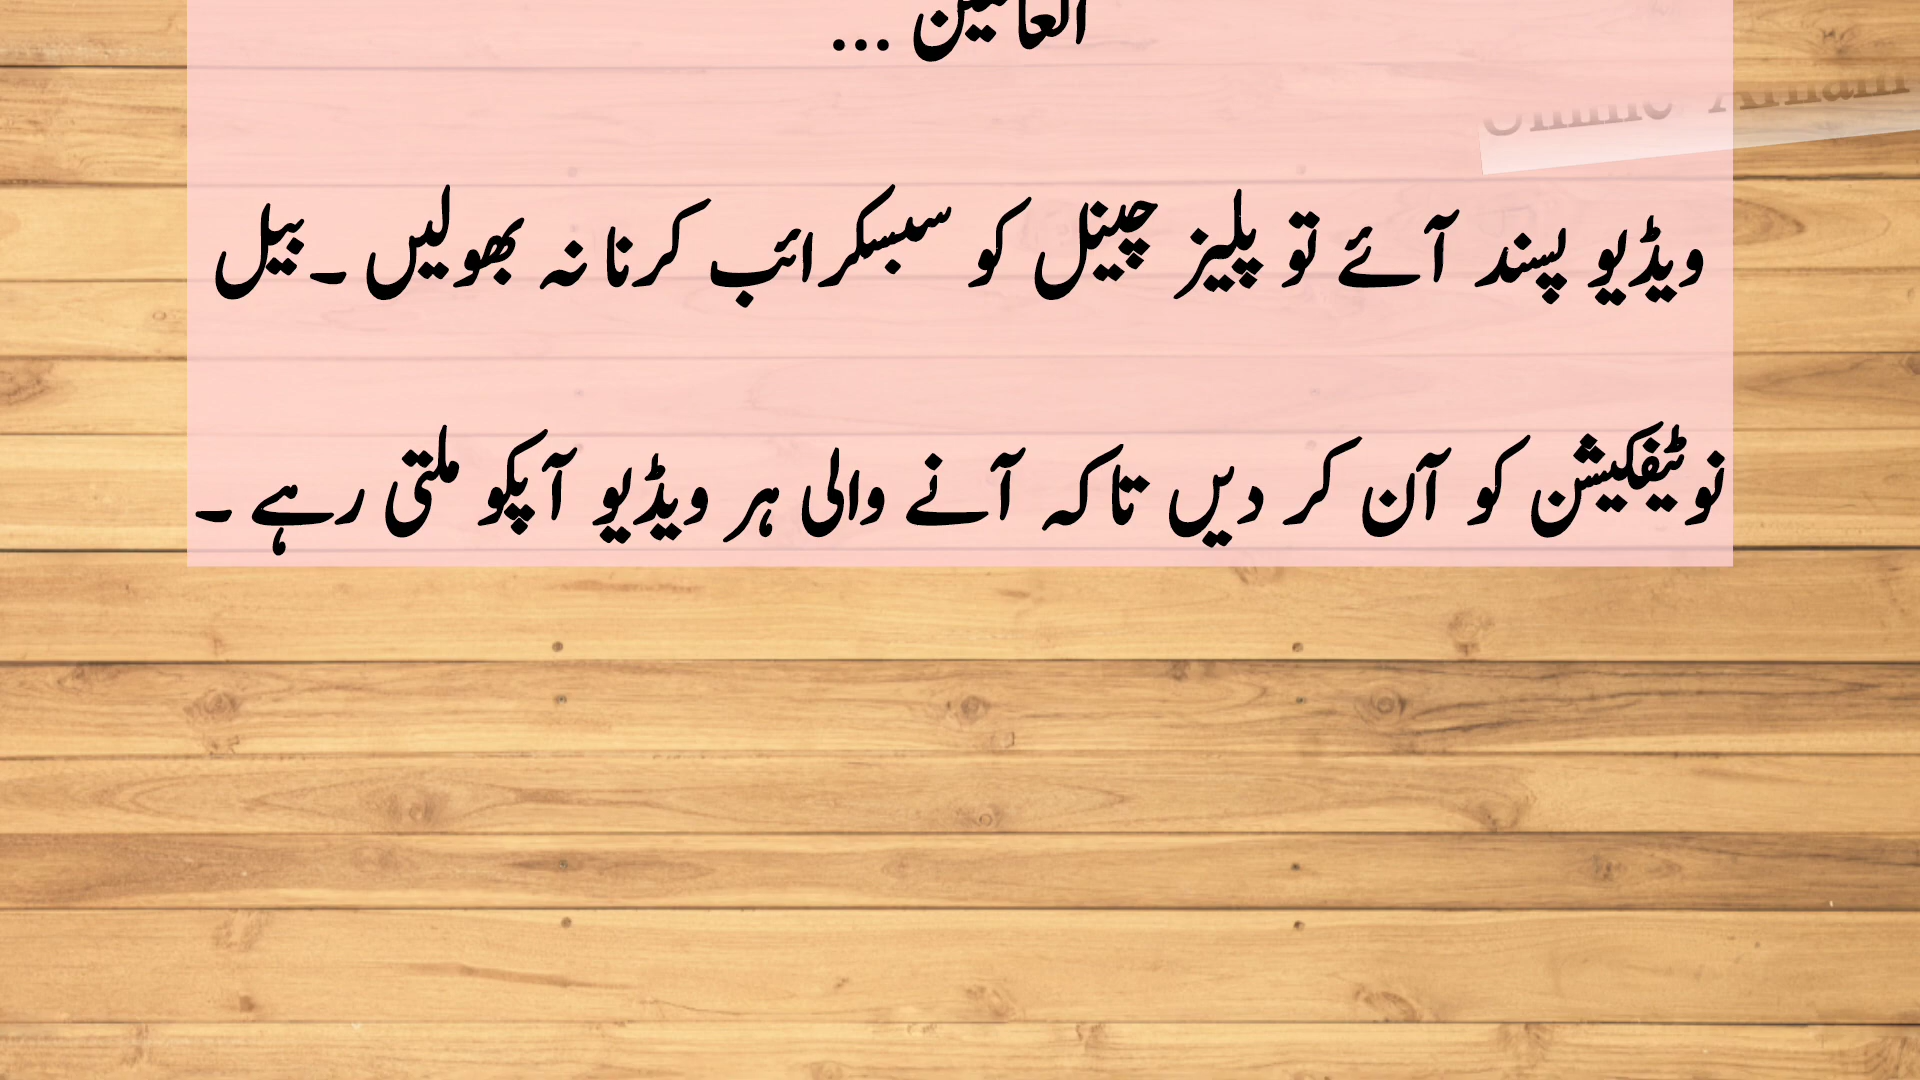 العالمین ...
ویڈیو پسند آئے تو پلیز چینل کو سبسکرائب کرنا نہ بھولیں ۔بیل
نوٹیفکیشن کو آن کر دیں تاکہ آنے والی ہر ویڈیو آپکو ملتی رہے ۔